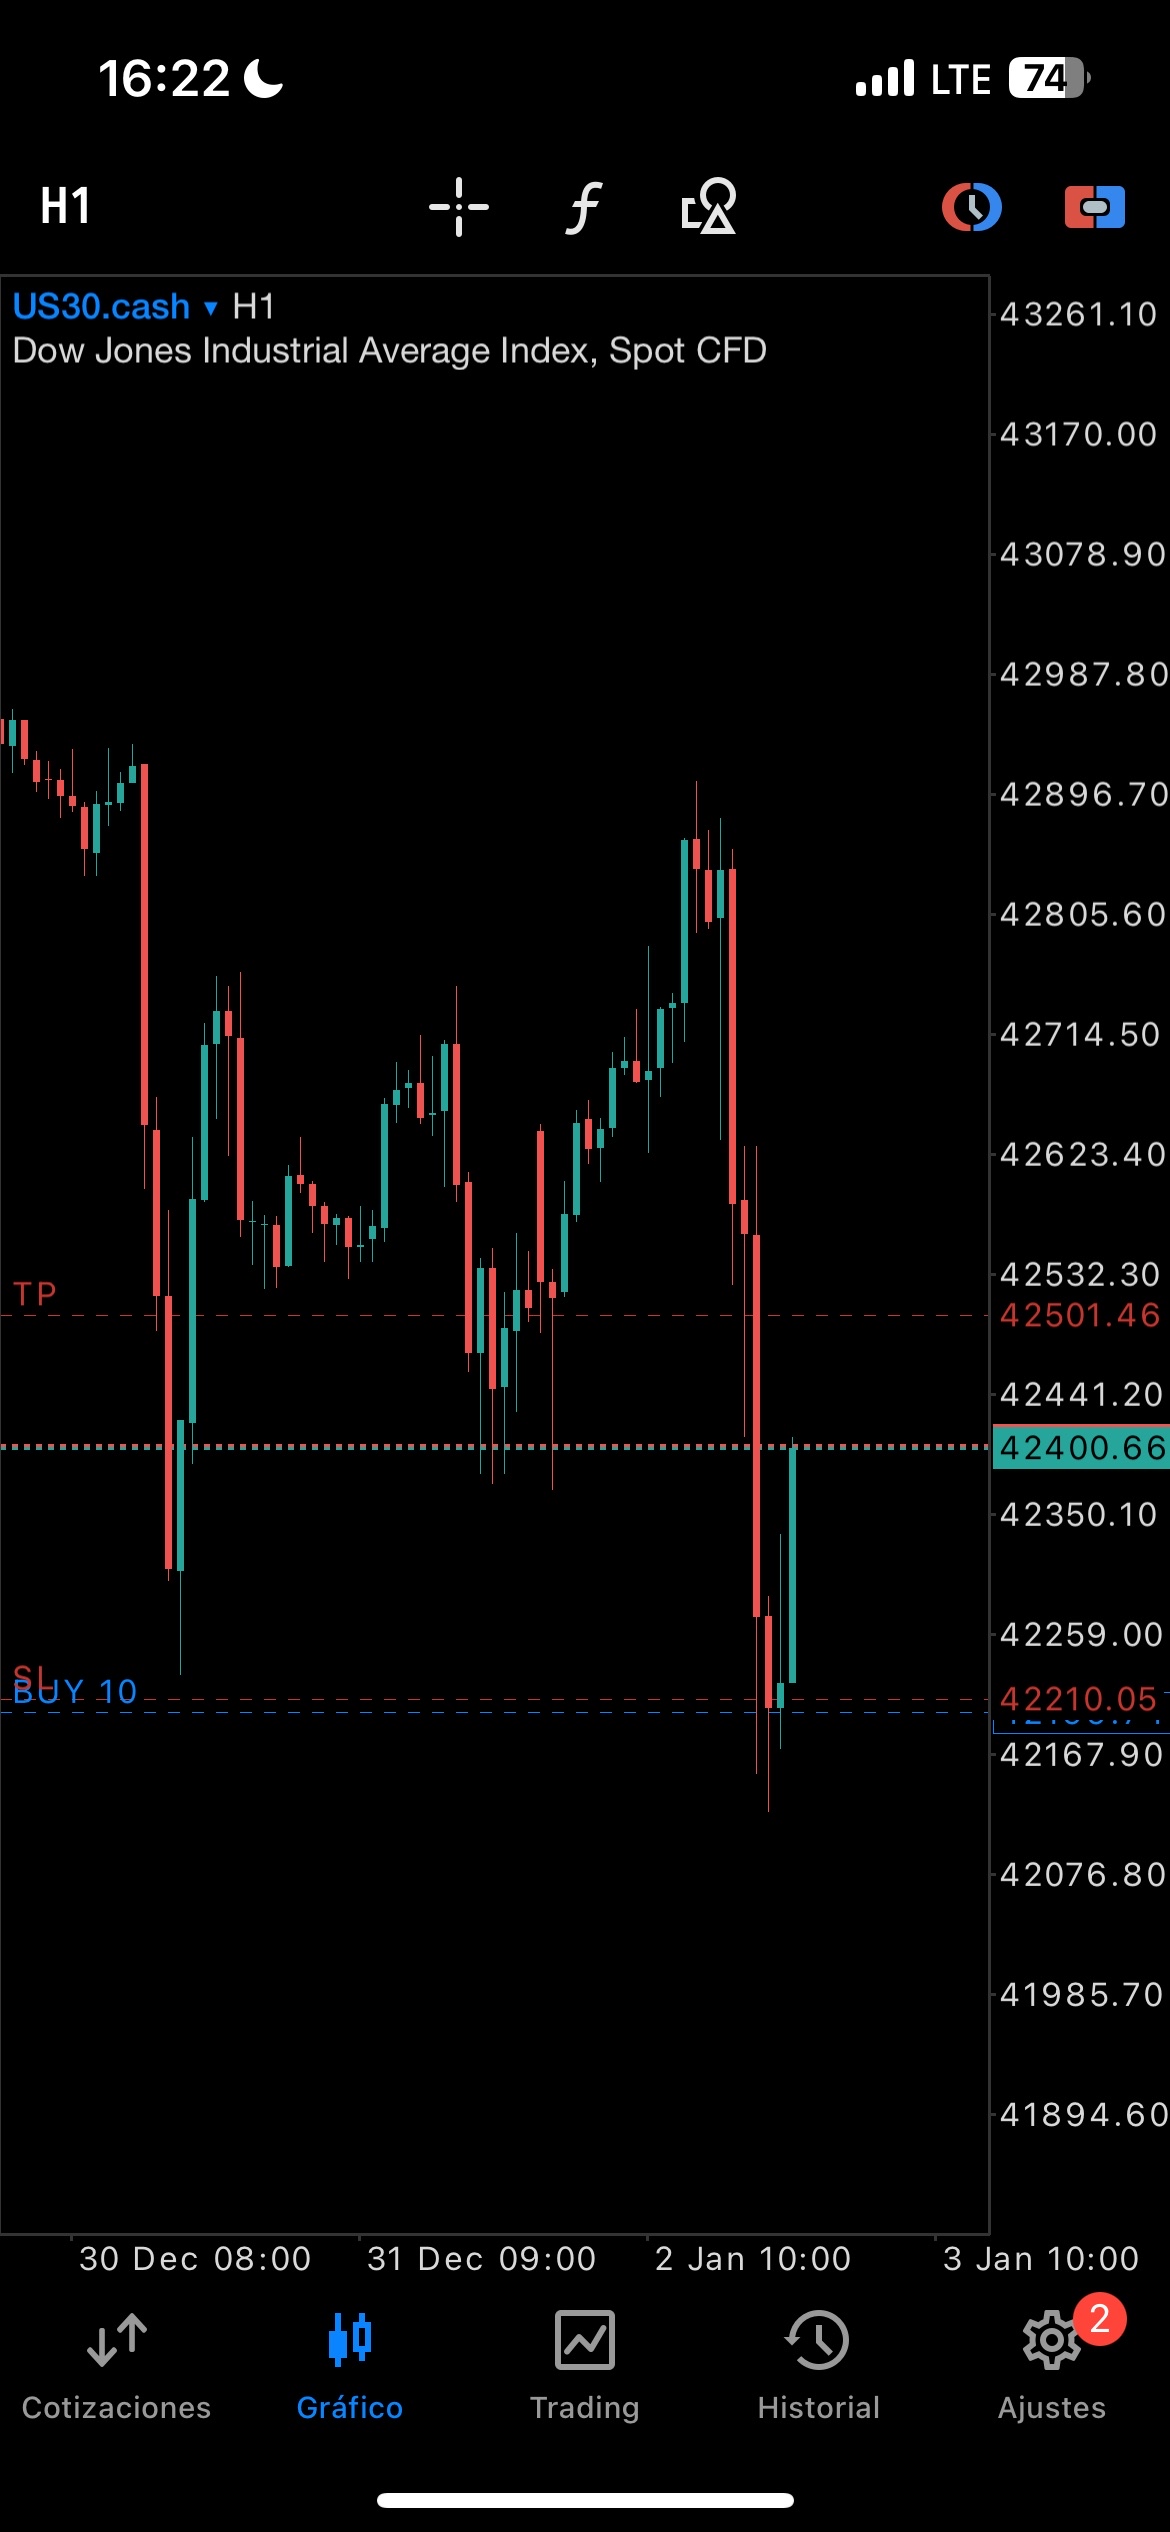 16:22
LTE 74
H1
US30.cash ▾ H1
Dow Jones Industrial Average Index, Spot CFD
43261.10
43170.00
43078.90
42987.80
42896.70
42805.60
42714.50
42623.40
42532.30
TP
42501.46
42441.20
42400.66
42350.10
42259.00
SL
BUY 10
42210.05
42167.90
42076.80
41985.70
41894.60
30 Dec 08:00 31 Dec 09:00 2 Jan 10:00 3 Jan 10:00
2
Cotizaciones Gráfico Trading Historial Ajustes